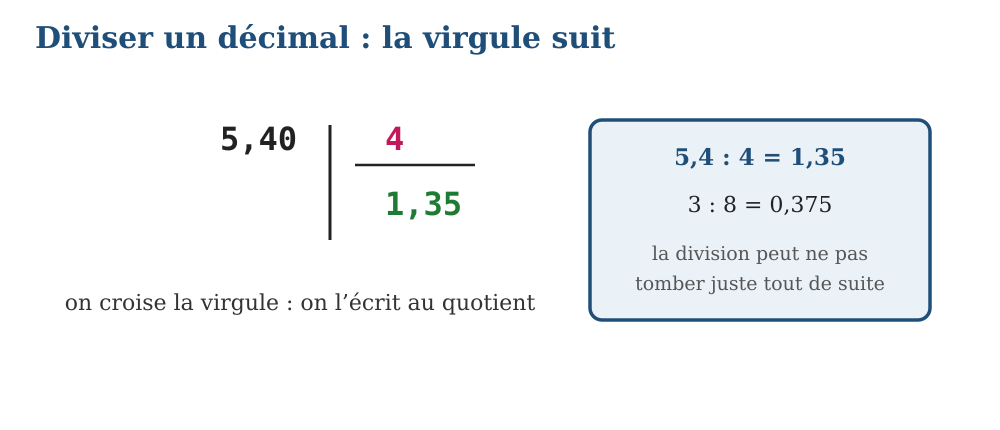 Diviser un décimal : la virgule suit
5,40
4
1,35
on croise la virgule : on l’écrit au quotient
5,4 : 4 = 1,35
3 : 8 = 0,375
la division peut ne pas
tomber juste tout de suite